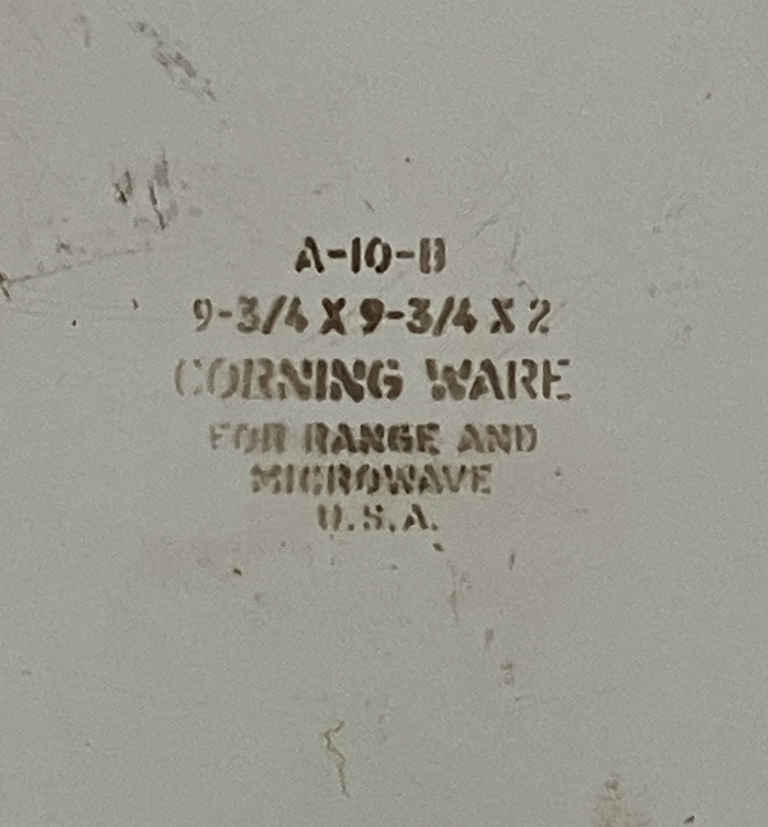 A-10-B
9-3/4 X 9-3/4 X 2
CORNING WARE
FOR RANGE AND
MICROWAVE
U.S.A.